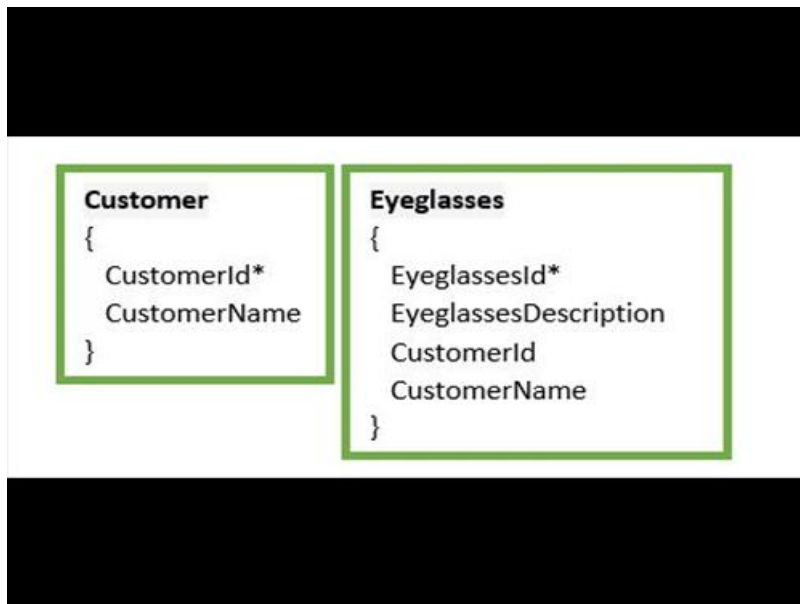 Customer
{
CustomerId*
CustomerName
}
Eyeglasses
{
EyeglassesId*
EyeglassesDescription
CustomerId
CustomerName
}